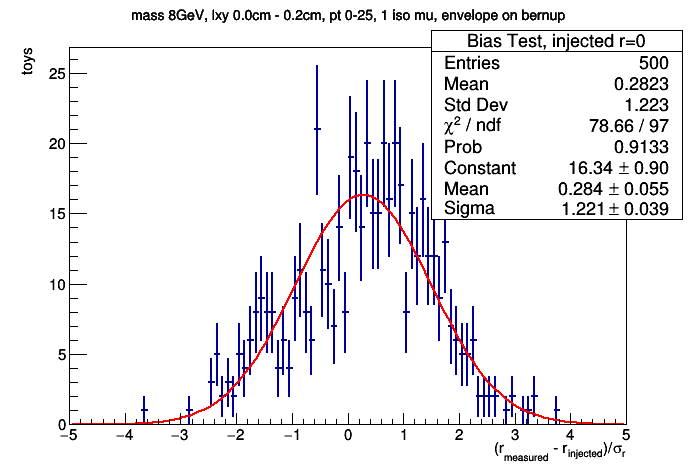 mass 8GeV, lxy 0.0cm - 0.2cm, pt 0-25, 1 iso mu, envelope on bernup
Bias Test, injected r=0
Entries 500
Mean 0.2823
Std Dev 1.223
χ² / ndf 78.66 / 97
Prob 0.9133
Constant 16.34 ± 0.90
Mean 0.284 ± 0.055
Sigma 1.221 ± 0.039
toys
25
20
15
10
5
0
−5 −4 −3 −2 −1 0 1 2 3 4 5
(r_measured - r_injected)/σ_r